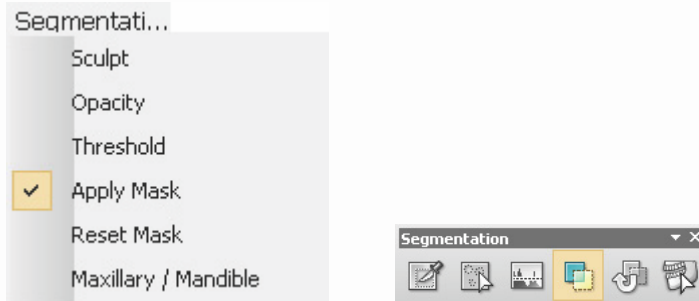 Segmentati...
Sculpt
Opacity
Threshold
Apply Mask
Reset Mask
Maxillary / Mandible
Segmentation